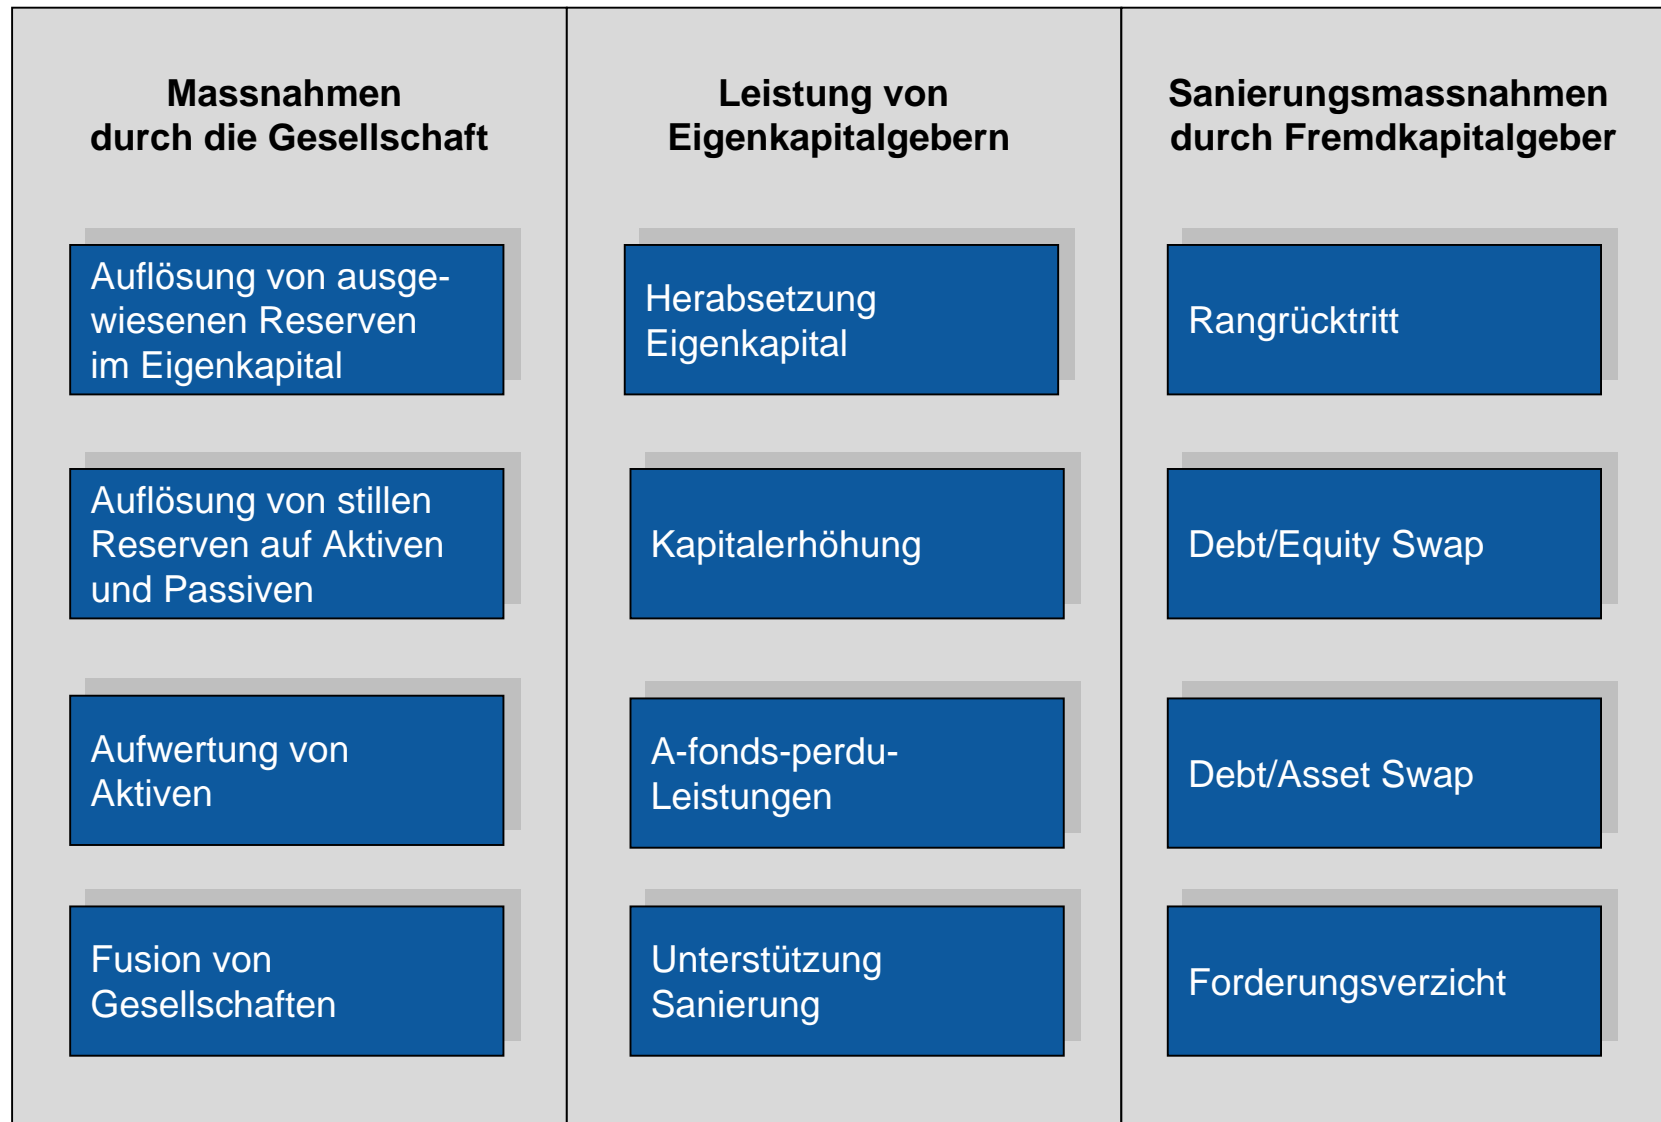 Massnahmen
durch die Gesellschaft
Auflösung von ausge-
wiesenen Reserven
im Eigenkapital
Auflösung von stillen
Reserven auf Aktiven
und Passiven
Aufwertung von
Aktiven
Fusion von
Gesellschaften
Leistung von
Eigenkapitalgebern
Herabsetzung
Eigenkapital
Kapitalerhöhung
A-fonds-perdu-
Leistungen
Unterstützung
Sanierung
Sanierungsmassnahmen
durch Fremdkapitalgeber
Rangrücktritt
Debt/Equity Swap
Debt/Asset Swap
Forderungsverzicht